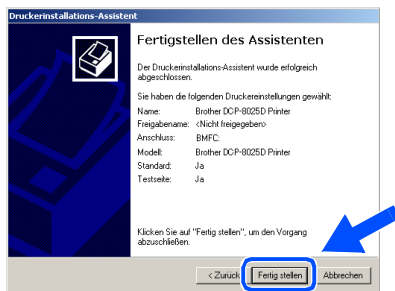 Druckerinstallations-Assistent
Fertigstellen des Assistenten
Der Druckerinstallations-Assistent wurde erfolgreich
abgeschlossen.
Sie haben die folgenden Druckereinstellungen gewählt:
Name: Brother DCP-8025D Printer
Freigabename: <Nicht freigegeben>
Anschluss: BMFC:
Modell: Brother DCP-8025D Printer
Standard: Ja
Testseite: Ja
Klicken Sie auf "Fertig stellen", um den Vorgang
abzuschließen.
< Zurück Fertig stellen Abbrechen